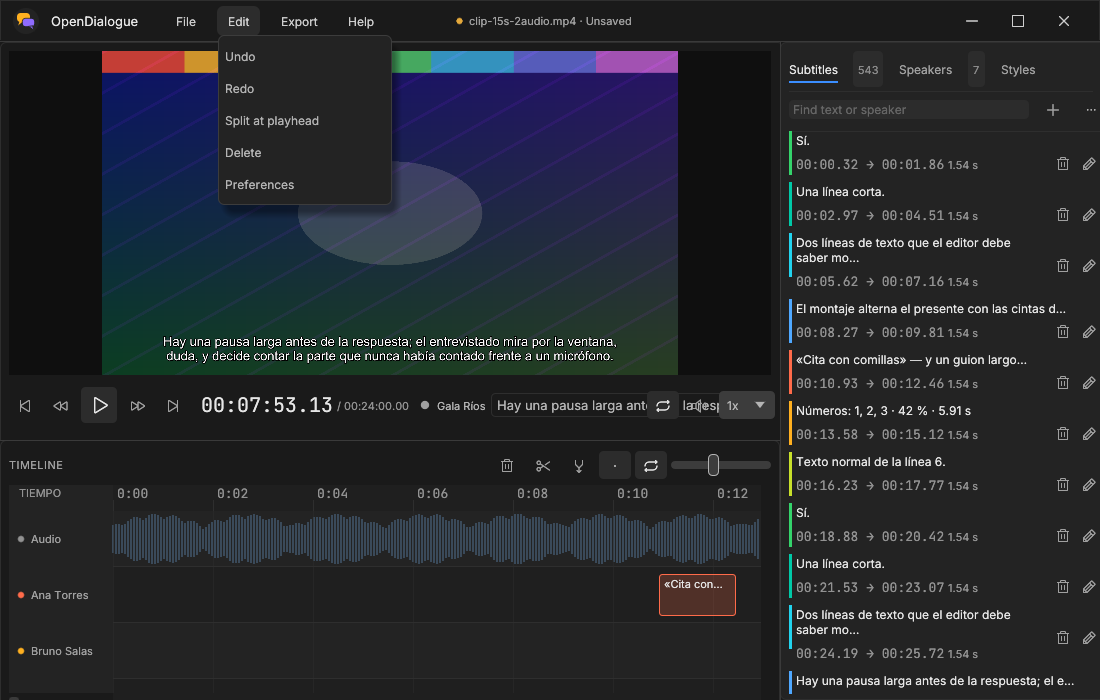 OpenDialogue File Edit Export Help clip-15s-2audio.mp4 · Unsaved
Undo
Redo
Split at playhead
Delete
Preferences
Hay una pausa larga antes de la respuesta; el entrevistado mira por la ventana,
duda, y decide contar la parte que nunca había contado frente a un micrófono.
00:07:53.13 / 00:24:00.00 Gala Ríos Hay una pausa larga ant 1x
TIMELINE
TIEMPO 0:00 0:02 0:04 0:06 0:08 0:10 0:12
Audio
Ana Torres
«Cita con...
Bruno Salas
Subtitles 543 Speakers 7 Styles
Find text or speaker
Sí.
00:00.32 → 00:01.86 1.54 s
Una línea corta.
00:02.97 → 00:04.51 1.54 s
Dos líneas de texto que el editor debe
saber mo...
00:05.62 → 00:07.16 1.54 s
El montaje alterna el presente con las cintas d...
00:08.27 → 00:09.81 1.54 s
«Cita con comillas» — y un guion largo...
00:10.93 → 00:12.46 1.54 s
Números: 1, 2, 3 · 42 % · 5.91 s
00:13.58 → 00:15.12 1.54 s
Texto normal de la línea 6.
00:16.23 → 00:17.77 1.54 s
Sí.
00:18.88 → 00:20.42 1.54 s
Una línea corta.
00:21.53 → 00:23.07 1.54 s
Dos líneas de texto que el editor debe
saber mo...
00:24.19 → 00:25.72 1.54 s
Hay una pausa larga antes de la respuesta; el e...